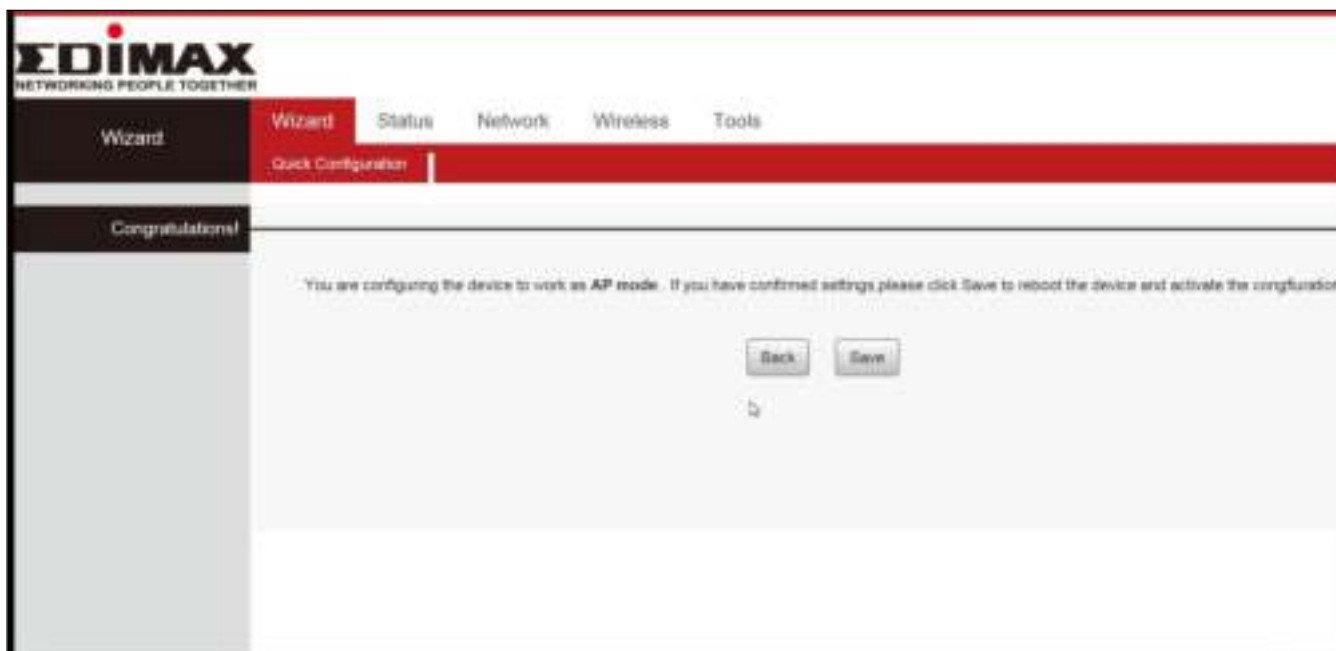 EDIMAX
NETWORKING PEOPLE TOGETHER
Wizard
Wizard Status Network Wireless Tools
Quick Configuration
Congratulations!
You are configuring the device to work as AP mode . If you have confirmed settings,please click Save to reboot the device and activate the congfiuration
Back Save